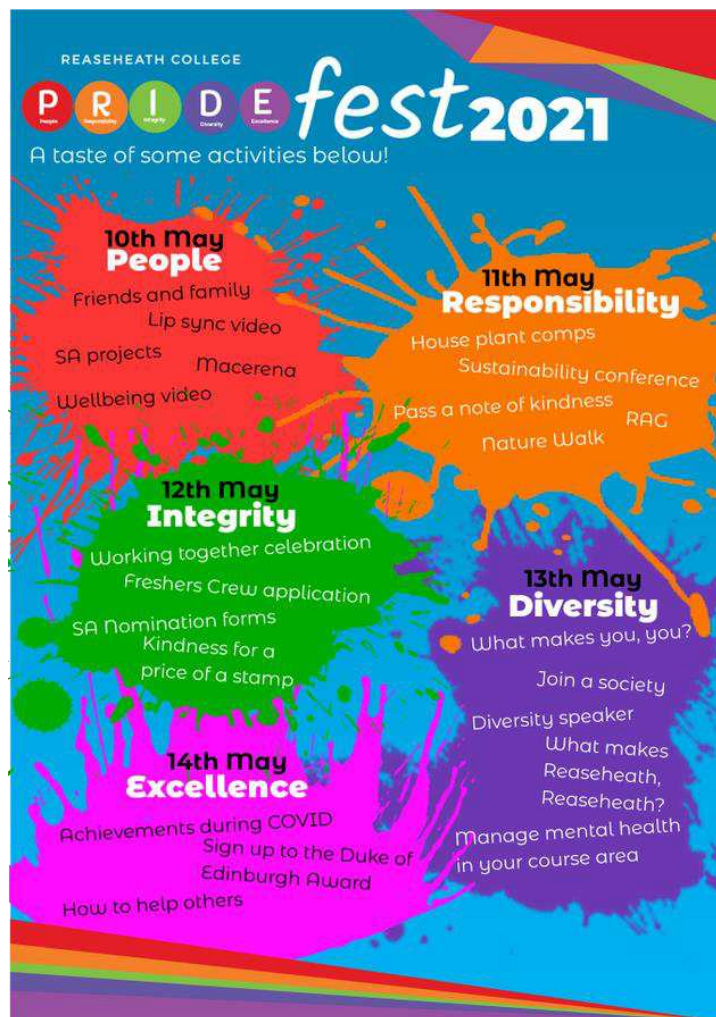 REASEHEATH COLLEGE
P R I D E fest 2021
People Responsibility Integrity Diversity Excellence
A taste of some activities below!
10th May
People
Friends and family
Lip sync video
SA projects
Macerena
Wellbeing video
11th May
Responsibility
House plant comps
Sustainability conference
Pass a note of kindness
RAG
Nature Walk
12th May
Integrity
Working together celebration
Freshers Crew application
SA Nomination forms
Kindness for a
price of a stamp
13th May
Diversity
What makes you, you?
Join a society
Diversity speaker
What makes
Reaseheath,
Reaseheath?
Manage mental health
in your course area
14th May
Excellence
Achievements during COVID
Sign up to the Duke of
Edinburgh Award
How to help others